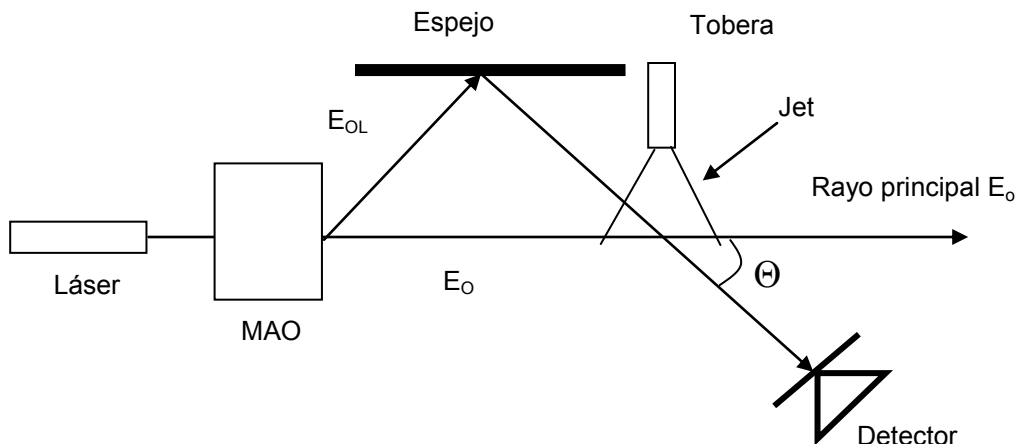 Espejo
Tobera
E_OL
Jet
Rayo principal E_o
Láser
E_O
Θ
MAO
Detector